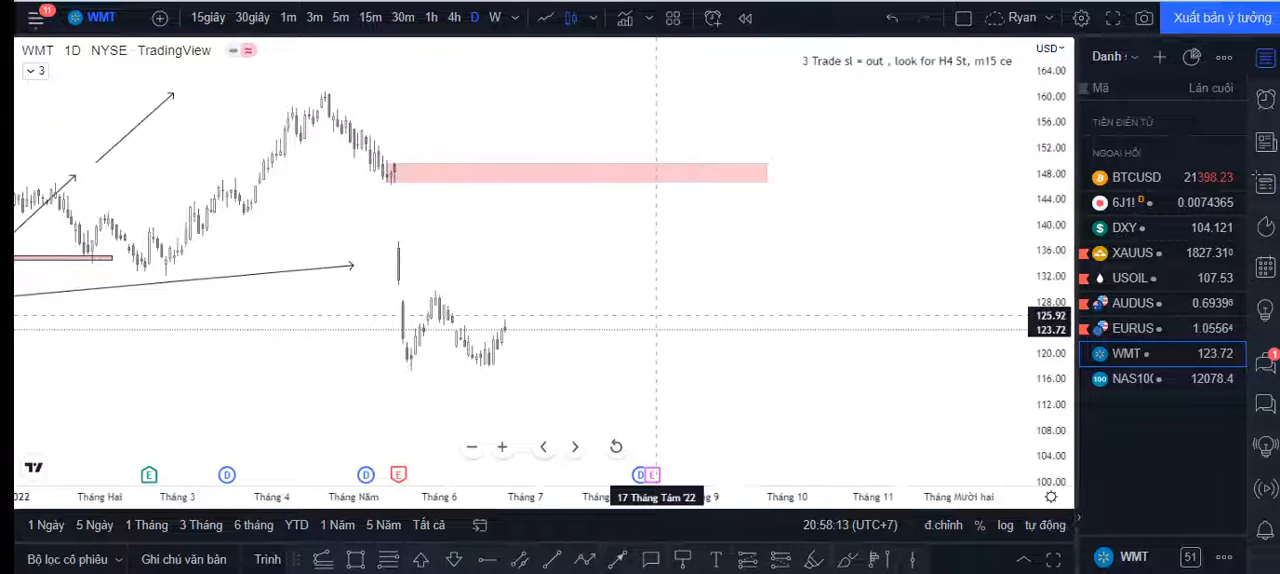 11
WMT
15giây 30giây 1m 3m 5m 15m 30m 1h 4h D W
Ryan
Xuất bản ý tưởng
WMT 1D NYSE TradingView
3
3 Trade sl = out , look for H4 St, m15 ce
USD
164.00
160.00
156.00
152.00
148.00
144.00
140.00
136.00
132.00
128.00
125.92
123.72
120.00
116.00
112.00
108.00
104.00
100.00
E D D E D E
2022 Tháng Hai Tháng 3 Tháng 4 Tháng Năm Tháng 6 Tháng 7 17 Tháng Tám '22 9 Tháng 10 Tháng 11 Tháng Mười hai
1 Ngày 5 Ngày 1 Tháng 3 Tháng 6 tháng YTD 1 Năm 5 Năm Tất cả
20:58:13 (UTC+7) đ.chỉnh % log tự động
Bộ lọc cổ phiếu Ghi chú văn bản Trình
T
Danh
Mã Lần cuối
TIỀN ĐIỆN TỬ
NGOẠI HỐI
BTCUSD 21398.23
6J1! D 0.0074365
DXY 104.121
XAUUS 1827.310
USOIL 107.53
AUDUS 0.69398
EURUS 1.05564
WMT 123.72
100 NAS10 12078.4
1
WMT 51